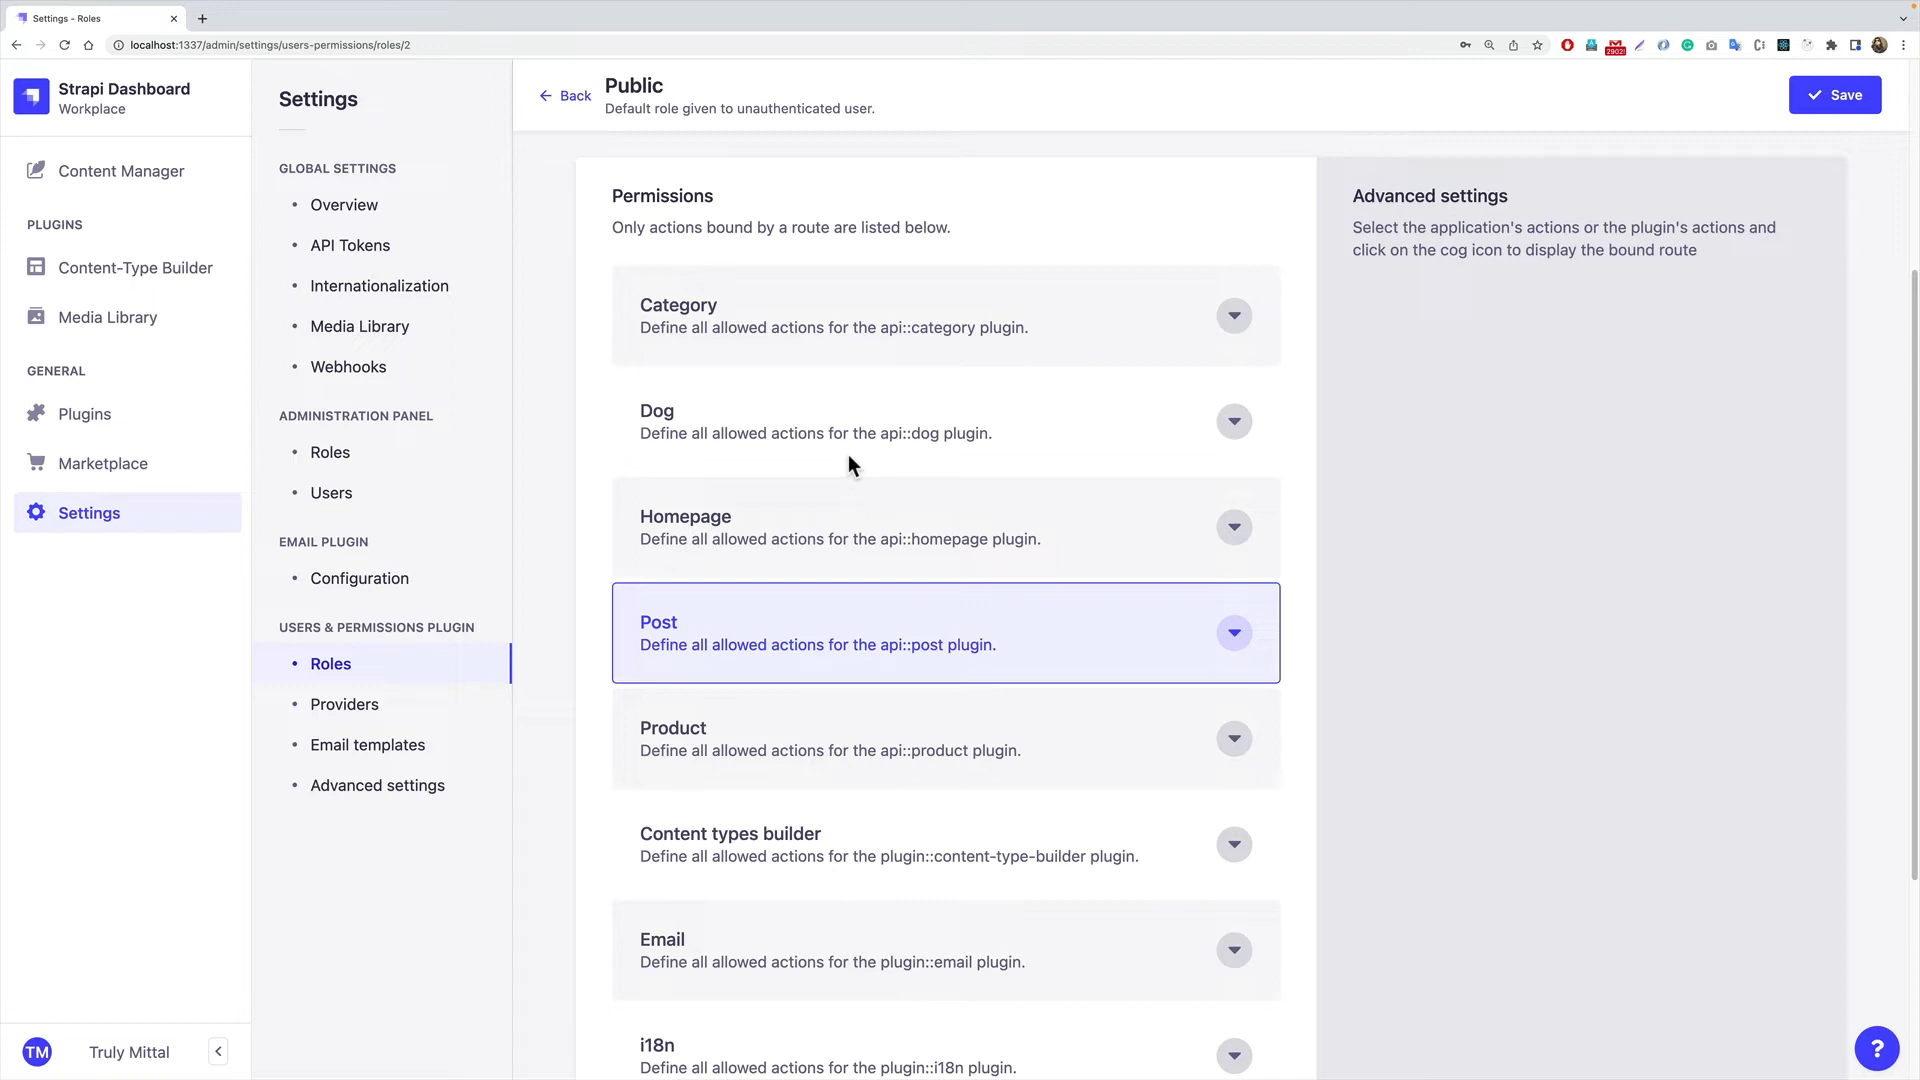 Settings - Roles
localhost:1337/admin/settings/users-permissions/roles/2
Strapi Dashboard
Workplace
Content Manager
PLUGINS
Content-Type Builder
Media Library
GENERAL
Plugins
Marketplace
Settings
TM
Truly Mittal
Settings
GLOBAL SETTINGS
Overview
API Tokens
Internationalization
Media Library
Webhooks
ADMINISTRATION PANEL
Roles
Users
EMAIL PLUGIN
Configuration
USERS & PERMISSIONS PLUGIN
Roles
Providers
Email templates
Advanced settings
Back
Public
Default role given to unauthenticated user.
Save
Permissions
Only actions bound by a route are listed below.
Category
Define all allowed actions for the api::category plugin.
Dog
Define all allowed actions for the api::dog plugin.
Homepage
Define all allowed actions for the api::homepage plugin.
Post
Define all allowed actions for the api::post plugin.
Product
Define all allowed actions for the api::product plugin.
Content types builder
Define all allowed actions for the plugin::content-type-builder plugin.
Email
Define all allowed actions for the plugin::email plugin.
i18n
Define all allowed actions for the plugin::i18n plugin.
Advanced settings
Select the application's actions or the plugin's actions and
click on the cog icon to display the bound route
?